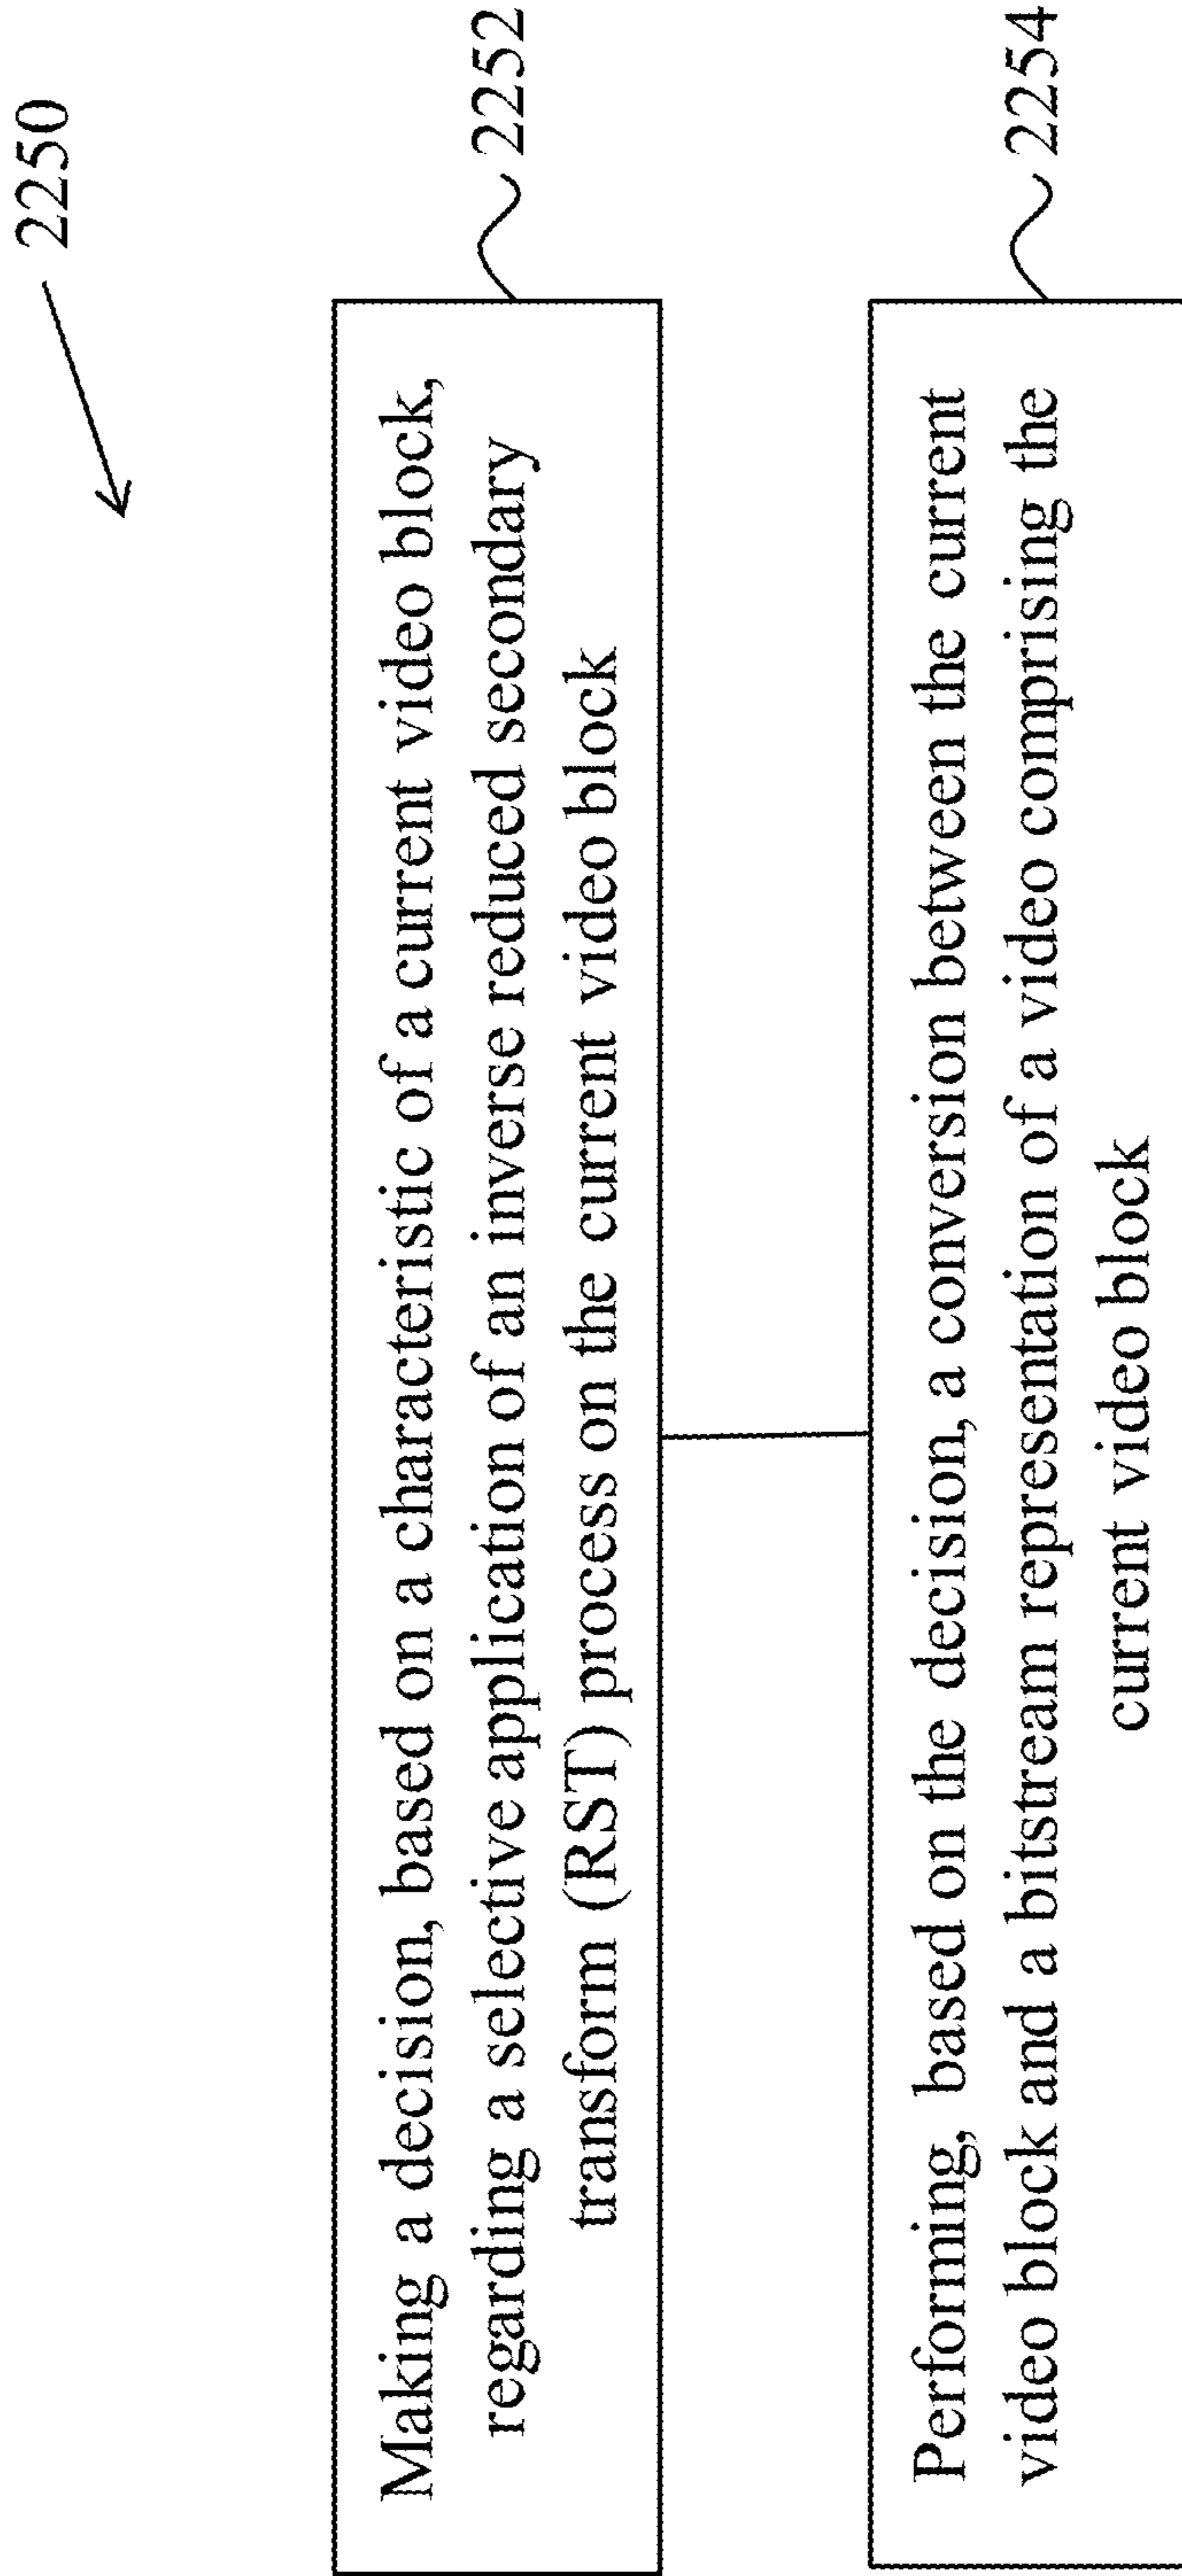 2250
Making a decision, based on a characteristic of a current video block,
regarding a selective application of an inverse reduced secondary
transform (RST) process on the current video block
2252
Performing, based on the decision, a conversion between the current
video block and a bitstream representation of a video comprising the
current video block
2254